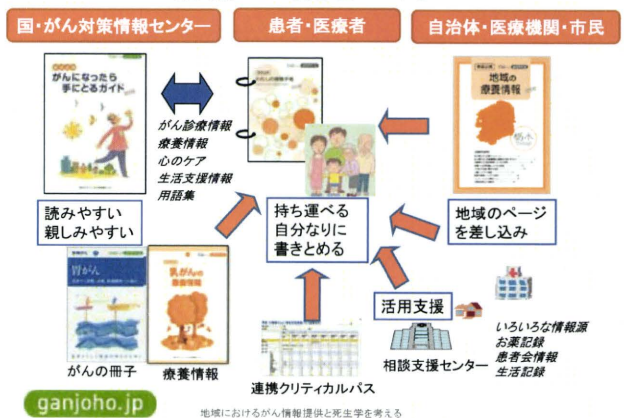 国・がん対策情報センター
患者・医療者
自治体・医療機関・市民
がんになったら
手にとるガイド
地域の
療養情報
栃木
がん診療情報
療養情報
心のケア
生活支援情報
用語集
読みやすい
親しみやすい
持ち運べる
自分なりに
書きとめる
地域のページ
を差し込み
胃がん
乳がんの
療養情報
がんの冊子
療養情報
連携クリティカルパス
活用支援
相談支援センター
いろいろな情報源
お薬記録
患者会情報
生活記録
ganjoho.jp
地域におけるがん情報提供と死生学を考える